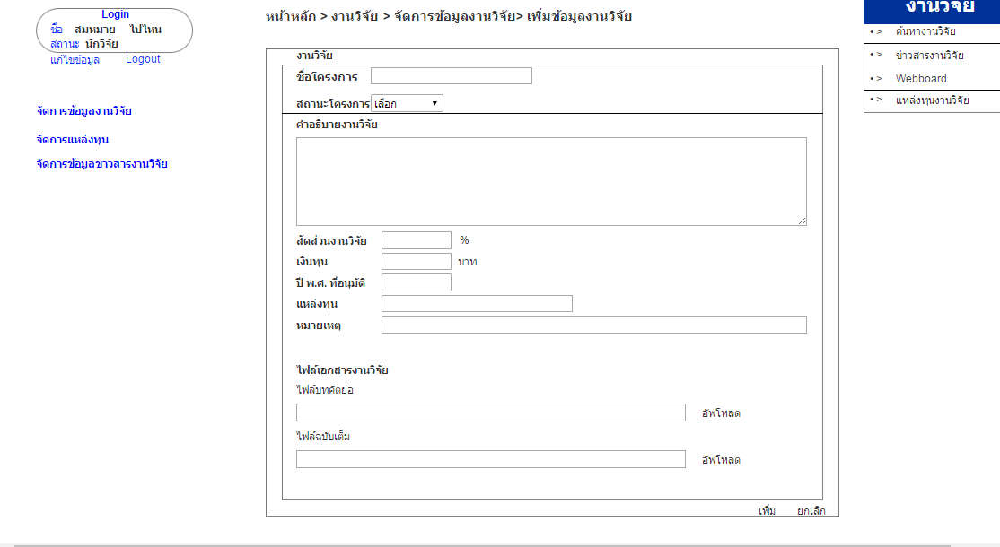 Login
ชื่อ สมหมาย ไปไหน
สถานะ นักวิจัย
แก้ไขข้อมูล Logout
จัดการข้อมูลงานวิจัย
จัดการแหล่งทุน
จัดการข้อมูลข่าวสารงานวิจัย
หน้าหลัก > งานวิจัย > จัดการข้อมูลงานวิจัย> เพิ่มข้อมูลงานวิจัย
งานวิจัย
ชื่อโครงการ
สถานะโครงการ เลือก
คำอธิบายงานวิจัย
สัดส่วนงานวิจัย %
เงินทุน บาท
ปี พ.ศ. ที่อนุมัติ
แหล่งทุน
หมายเหตุ
ไฟล์เอกสารงานวิจัย
ไฟล์บทคัดย่อ
อัพโหลด
ไฟล์ฉบับเต็ม
อัพโหลด
เพิ่ม ยกเลิก
งานวิจัย
• > ค้นหางานวิจัย
• > ข่าวสารงานวิจัย
• > Webboard
• > แหล่งทุนงานวิจัย